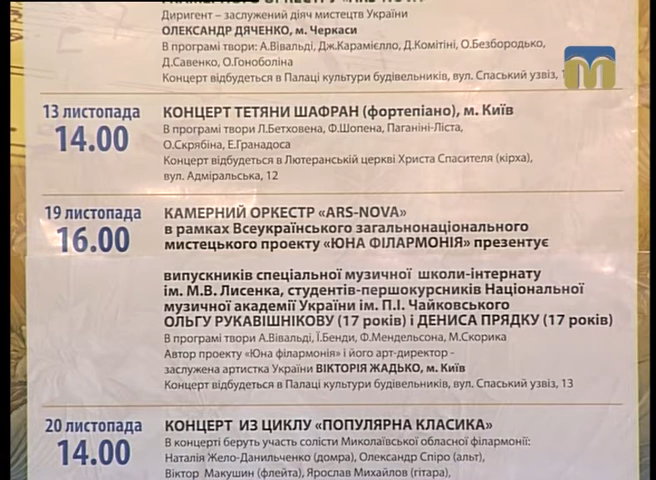 КАМЕРНОГО ОРКЕСТРУ «ARS-NOVA»
Диригент – заслужений діяч мистецтв України
ОЛЕКСАНДР ДЯЧЕНКО, м. Черкаси
В програмі твори: А.Вівальді, Дж.Карамієлло, Д.Комітіні, О.Безбородько,
Д.Савенко, О.Гоноболіна
Концерт відбудеться в Палаці культури будівельників, вул. Спаський узвіз,
13 листопада
14.00
КОНЦЕРТ ТЕТЯНИ ШАФРАН (фортепіано), м. Київ
В програмі твори Л.Бетховена, Ф.Шопена, Паганіні-Ліста,
О.Скрябіна, Е.Гранадоса
Концерт відбудеться в Лютеранській церкві Христа Спасителя (кірха),
вул. Адміральська, 12
19 листопада
16.00
КАМЕРНИЙ ОРКЕСТР «ARS-NOVA»
в рамках Всеукраїнського загальнонаціонального
мистецького проекту «ЮНА ФІЛАРМОНІЯ» презентує
випускників спеціальної музичної школи-інтернату
ім. М.В. Лисенка, студентів-першокурсників Національної
музичної академії України ім. П.І. Чайковського
ОЛЬГУ РУКАВІШНІКОВУ (17 років) і ДЕНИСА ПРЯДКУ (17 років)
В програмі твори А.Вівальді, Ї.Бенди, Ф.Мендельсона, М.Скорика
Автор проекту «Юна філармонія» і його арт-директор -
заслужена артистка України ВІКТОРІЯ ЖАДЬКО, м. Київ
Концерт відбудеться в Палаці культури будівельників, вул. Спаський узвіз, 13
20 листопада
14.00
КОНЦЕРТ ИЗ ЦИКЛУ «ПОПУЛЯРНА КЛАСИКА»
В концерті беруть участь солісти Миколаївської обласної філармонії:
Наталія Жело-Данильченко (домра), Олександр Спіро (альт),
Віктор Макушин (флейта), Ярослав Михайлов (гітара),